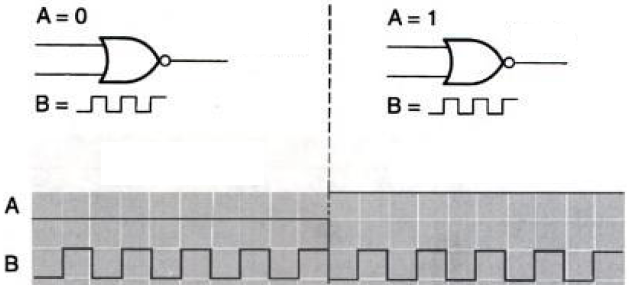 A = 0
B =
A = 1
B =
A
B